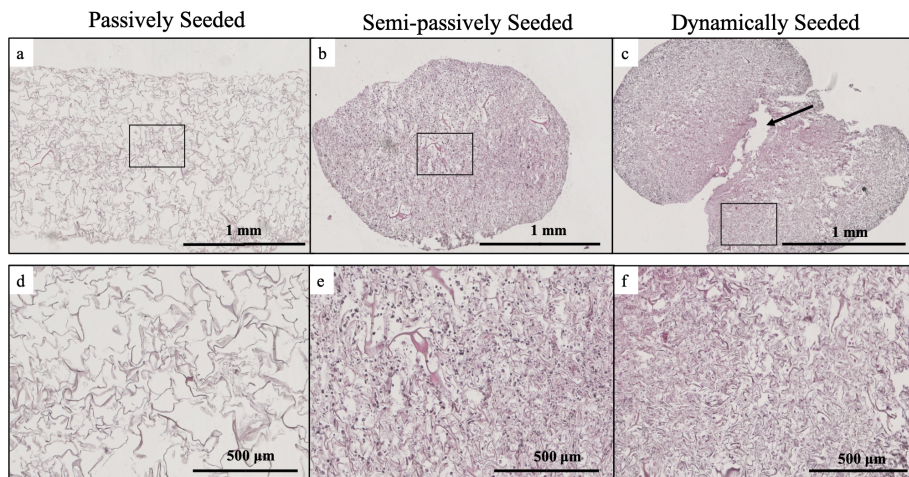 Passively Seeded
Semi-passively Seeded
Dynamically Seeded
a
b
c
1 mm
1 mm
1 mm
d
e
f
500 μm
500 μm
500 μm